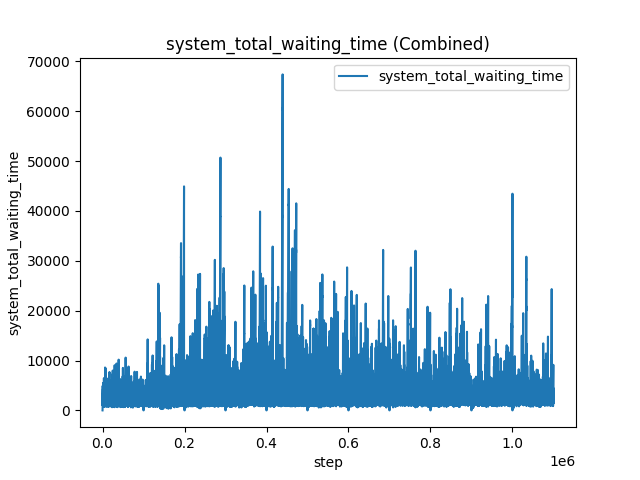 system_total_waiting_time (Combined)
system_total_waiting_time
70000
60000
50000
40000
30000
20000
10000
0
system_total_waiting_time
0.0 0.2 0.4 0.6 0.8 1.0
1e6
step